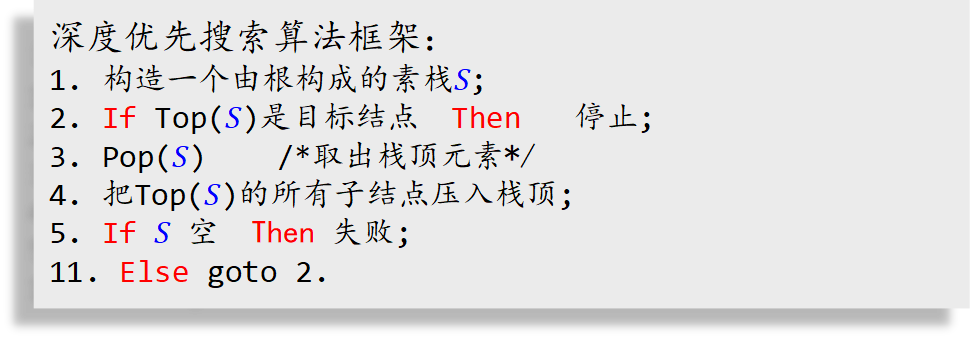 深度优先搜索算法框架:
1. 构造一个由根构成的素栈S;
2. If Top(S)是目标结点 Then 停止;
3. Pop(S) /*取出栈顶元素*/
4. 把Top(S)的所有子结点压入栈顶;
5. If S 空 Then 失败;
11. Else goto 2.